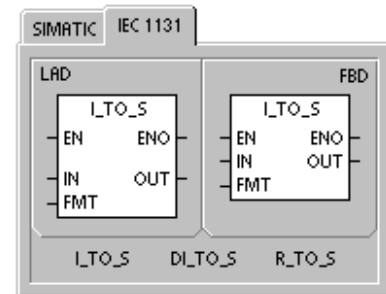 SIMATIC IEC 1131
LAD
I_TO_S
EN ENO
IN OUT
FMT
FBD
I_TO_S
EN ENO
IN OUT
FMT
I_TO_S DI_TO_S R_TO_S